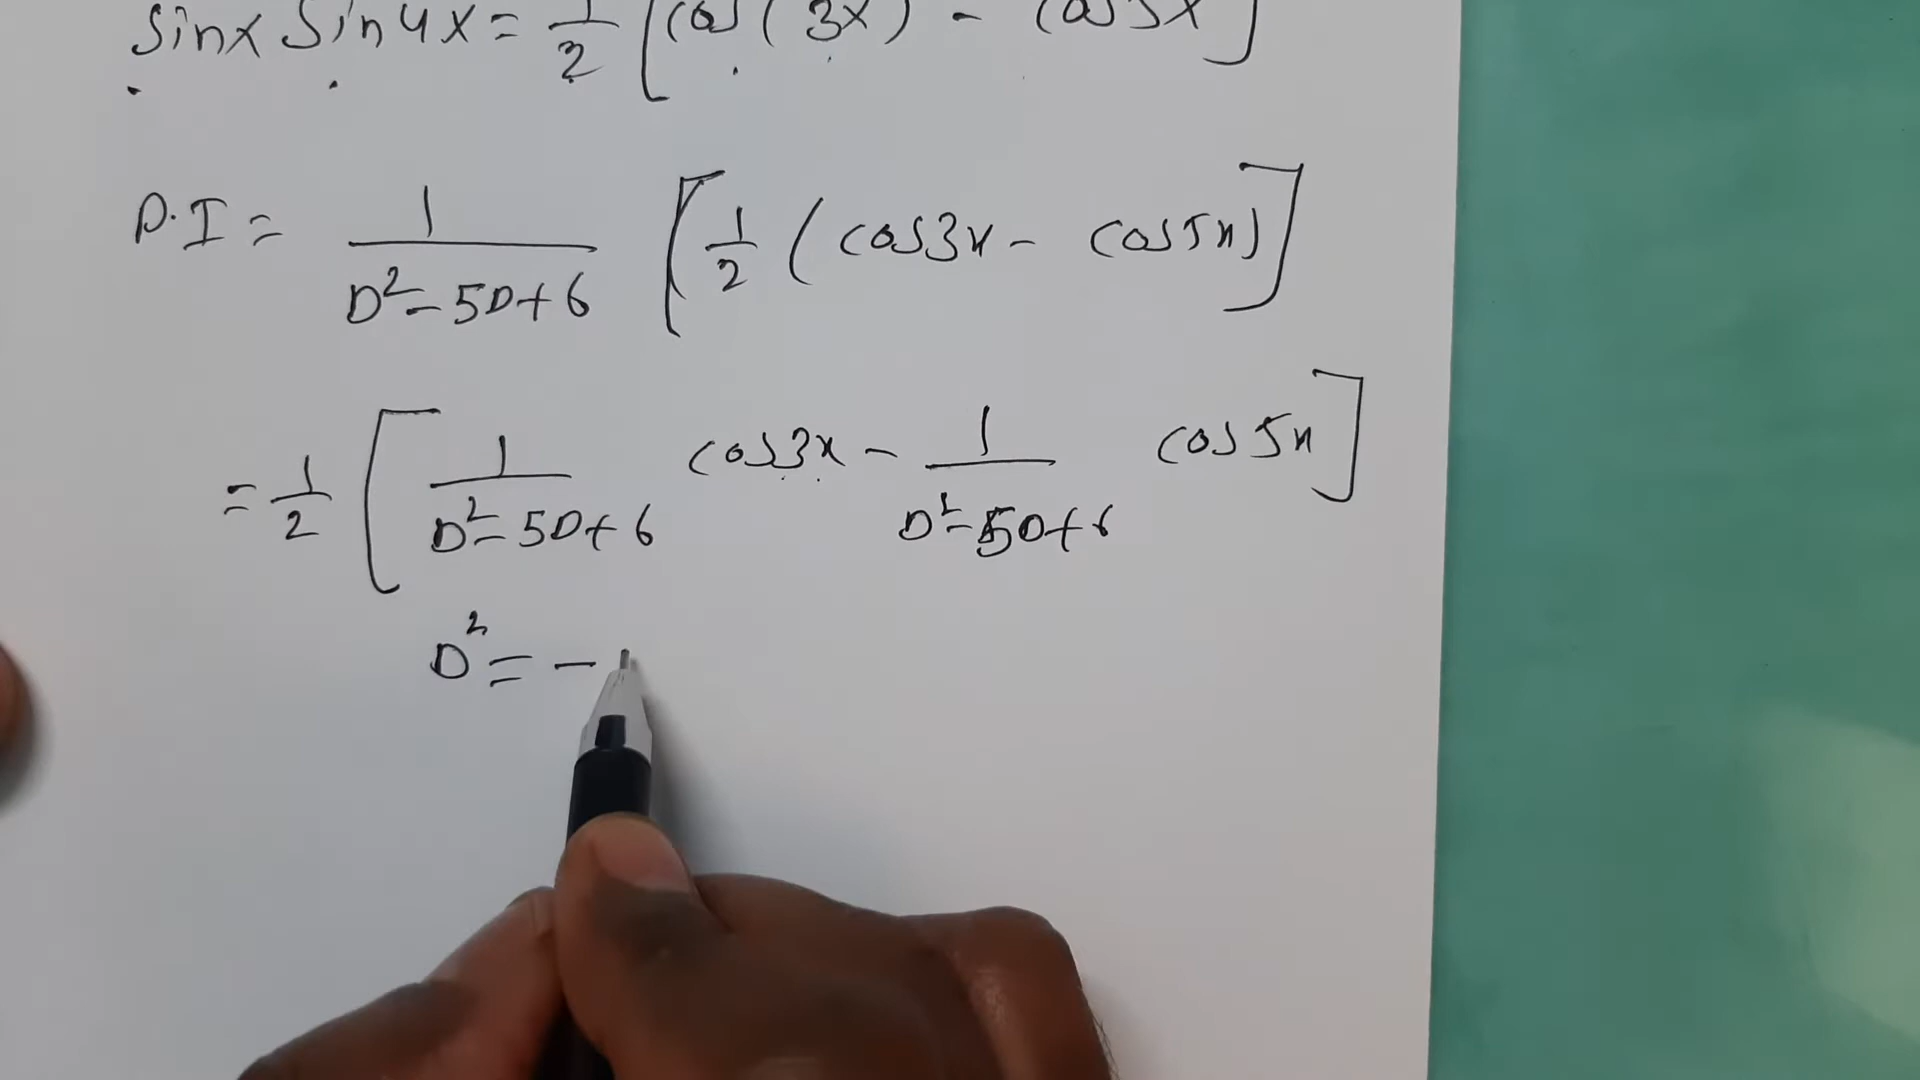 Sinx Sin4x = 1/2 [cos(3x) - cos5x]
P.I = 1/(D²-5D+6) [1/2 (cos3x - cos5x)]
= 1/2 [1/(D²-5D+6) cos3x - 1/(D²-5D+6) cos5x]
D² = -